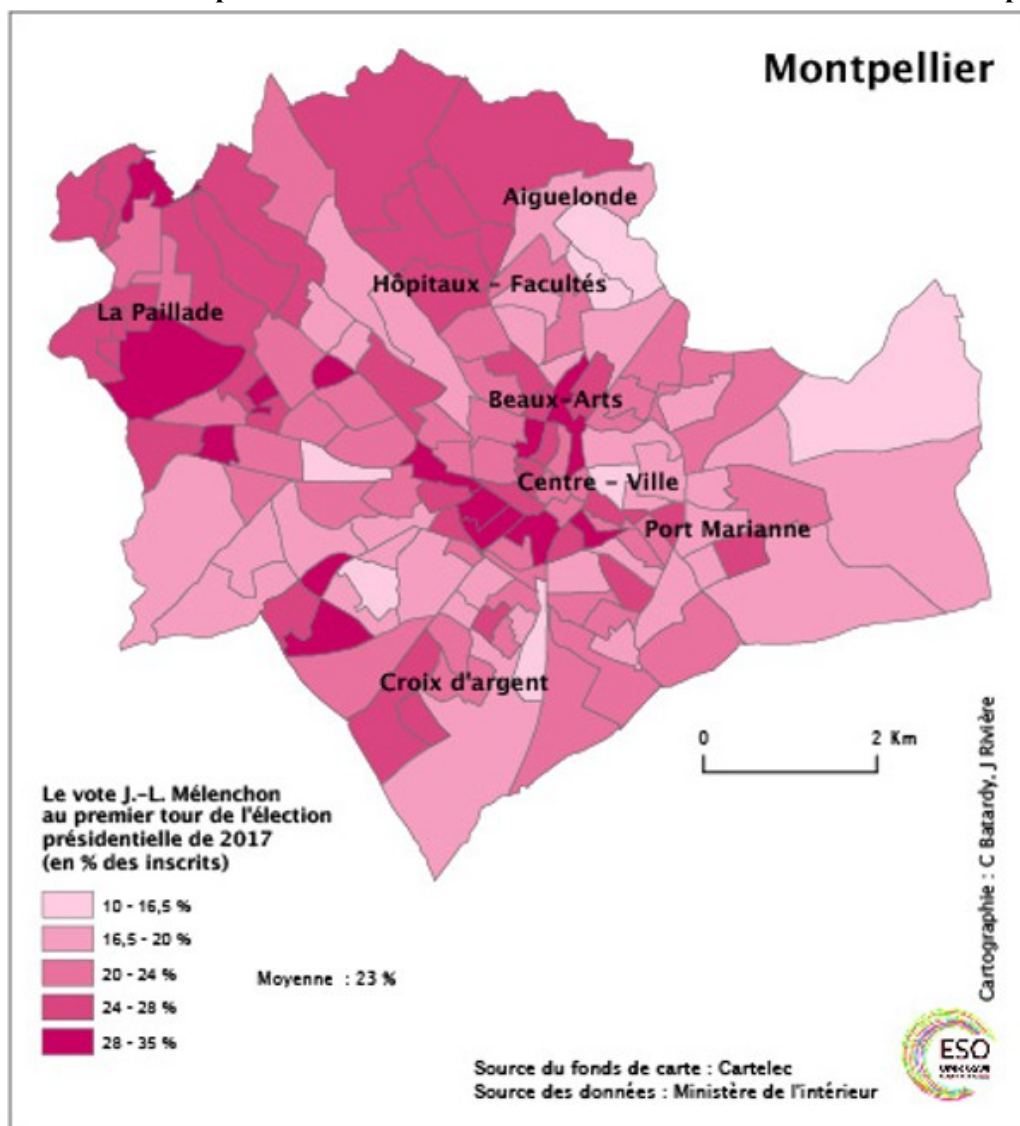 Montpellier
Aiguelonde
Hôpitaux - Facultés
La Paillade
Beaux-Arts
Centre - Ville
Port Marianne
Croix d'argent
0 2 Km
Le vote J.-L. Mélenchon
au premier tour de l'élection
présidentielle de 2017
(en % des inscrits)
10 - 16,5 %
16,5 - 20 %
20 - 24 %
24 - 28 %
28 - 35 %
Moyenne : 23 %
Cartographie : C Batardy, J Rivière
Source du fonds de carte : Cartelec
Source des données : Ministère de l'intérieur
ESO